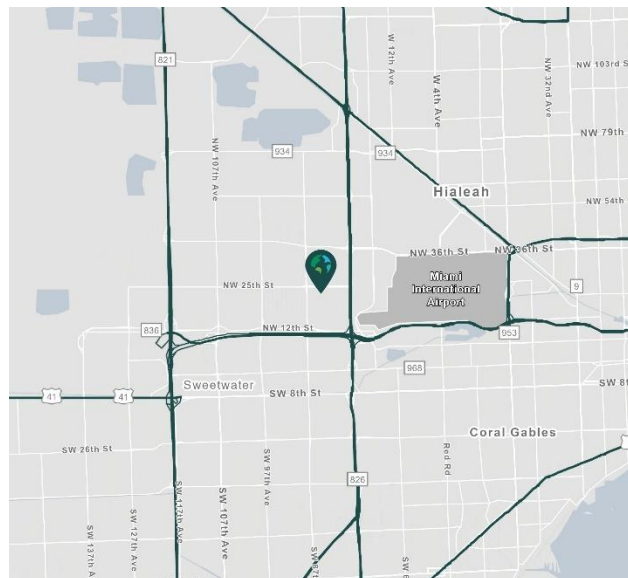 821
W 12th Ave
W 4th Ave
NW 103rd S
NW 32nd Ave
NW 107th Ave
934
934
NW 79th
Hialeah
NW 54th
NW 36th St
NW 36th St
NW 25th St
Miami
International
Airport
9
836
NW 12th St
953
Sweetwater
968
41
41
SW 8th St
SW 8th
Coral Gables
SW 26th St
SW 97th Ave
Red Rd
826
SW 117th Ave
SW 107th Ave
SW 127th Ave
SW 137th A